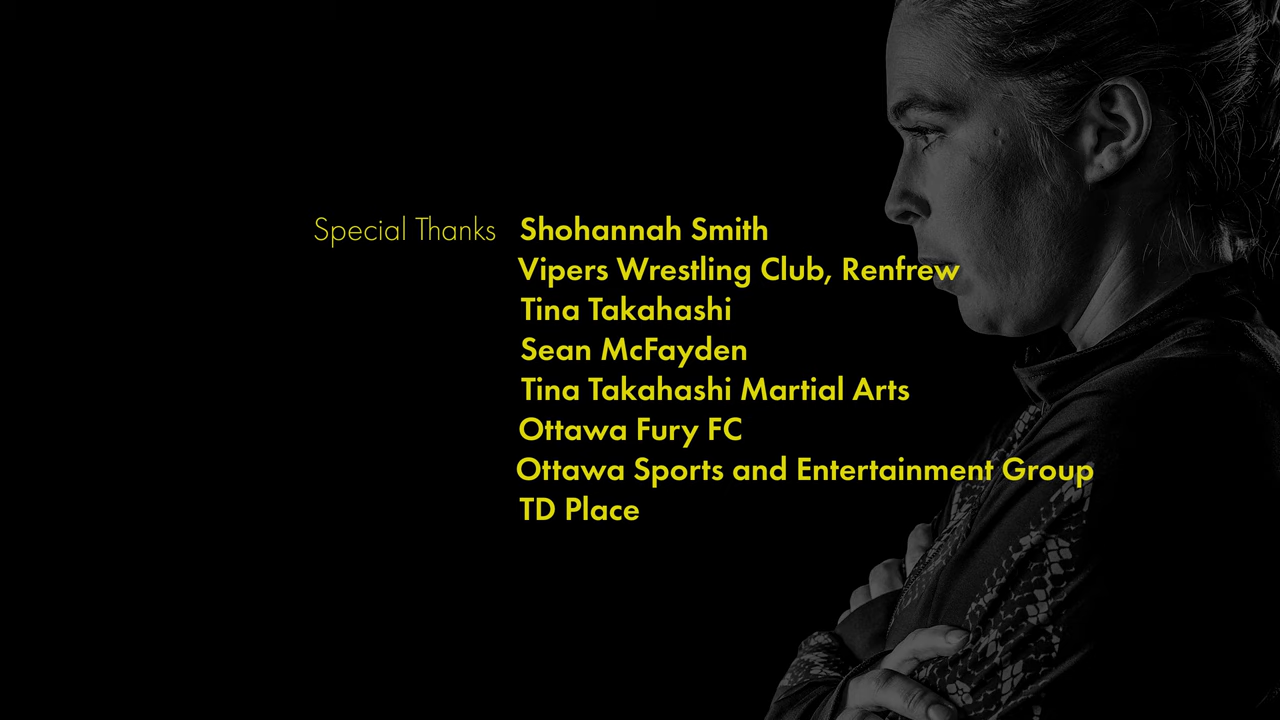 Special Thanks Shohannah Smith
Vipers Wrestling Club, Renfrew
Tina Takahashi
Sean McFayden
Tina Takahashi Martial Arts
Ottawa Fury FC
Ottawa Sports and Entertainment Group
TD Place